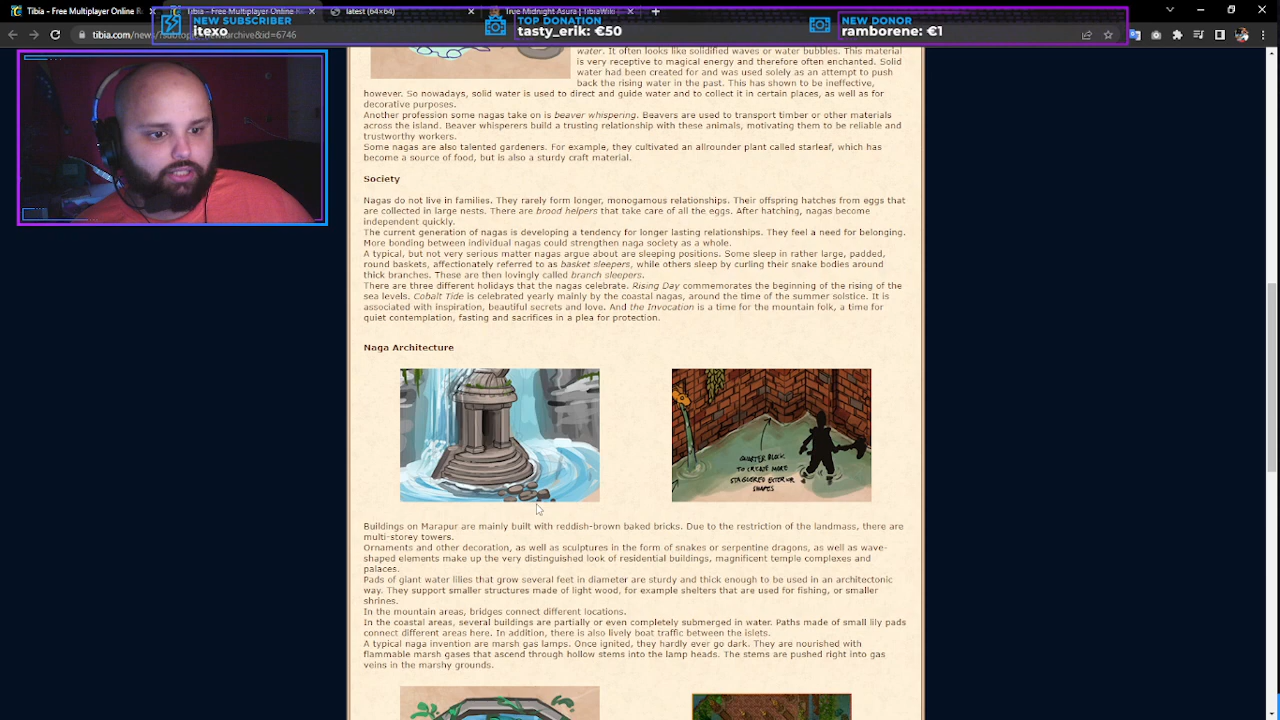 Tibia – Free Multiplayer Online R
latest (64×64)
True Midnight Asura | TibiaWiki
NEW SUBSCRIBER
itexo
TOP DONATION
tasty_erik: €50
NEW DONOR
ramborene: €1
water. It often looks like solidified waves or water bubbles. This material
is very receptive to magical energy and therefore often enchanted. Solid
water had been created for and was used solely as an attempt to push
back the rising water in the past. This has shown to be ineffective,
however. So nowadays, solid water is used to direct and guide water and to collect it in certain places, as well as for
decorative purposes.
Another profession some nagas take on is beaver whispering. Beavers are used to transport timber or other materials
across the island. Beaver whisperers build a trusting relationship with these animals, motivating them to be reliable and
trustworthy workers.
Some nagas are also talented gardeners. For example, they cultivated an allrounder plant called starleaf, which has
become a source of food, but is also a sturdy craft material.
Society
Nagas do not live in families. They rarely form longer, monogamous relationships. Their offspring hatches from eggs that
are collected in large nests. There are brood helpers that take care of all the eggs. After hatching, nagas become
independent quickly.
The current generation of nagas is developing a tendency for longer lasting relationships. They feel a need for belonging.
More bonding between individual nagas could strengthen naga society as a whole.
A typical, but not very serious matter nagas argue about are sleeping positions. Some sleep in rather large, padded,
round baskets, affectionately referred to as basket sleepers, while others sleep by curling their snake bodies around
thick branches. These are then lovingly called branch sleepers.
There are three different holidays that the nagas celebrate. Rising Day commemorates the beginning of the rising of the
sea levels. Cobalt Tide is celebrated yearly mainly by the coastal nagas, around the time of the summer solstice. It is
associated with inspiration, beautiful secrets and love. And the Invocation is a time for the mountain folk, a time for
quiet contemplation, fasting and sacrifices in a plea for protection.
Naga Architecture
QUARTER BLOCK
TO CREATE MORE
STAGGERED EXTERIOR
SHAPES
Buildings on Marapur are mainly built with reddish-brown baked bricks. Due to the restriction of the landmass, there are
multi-storey towers.
Ornaments and other decoration, as well as sculptures in the form of snakes or serpentine dragons, as well as wave-
shaped elements make up the very distinguished look of residential buildings, magnificent temple complexes and
palaces.
Pads of giant water lilies that grow several feet in diameter are sturdy and thick enough to be used in an architectonic
way. They support smaller structures made of light wood, for example shelters that are used for fishing, or smaller
shrines.
In the mountain areas, bridges connect different locations.
In the coastal areas, several buildings are partially or even completely submerged in water. Paths made of small lily pads
connect different areas here. In addition, there is also lively boat traffic between the islets.
A typical naga invention are marsh gas lamps. Once ignited, they hardly ever go dark. They are nourished with
flammable marsh gases that ascend through hollow stems into the lamp heads. The stems are pushed right into gas
veins in the marshy grounds.